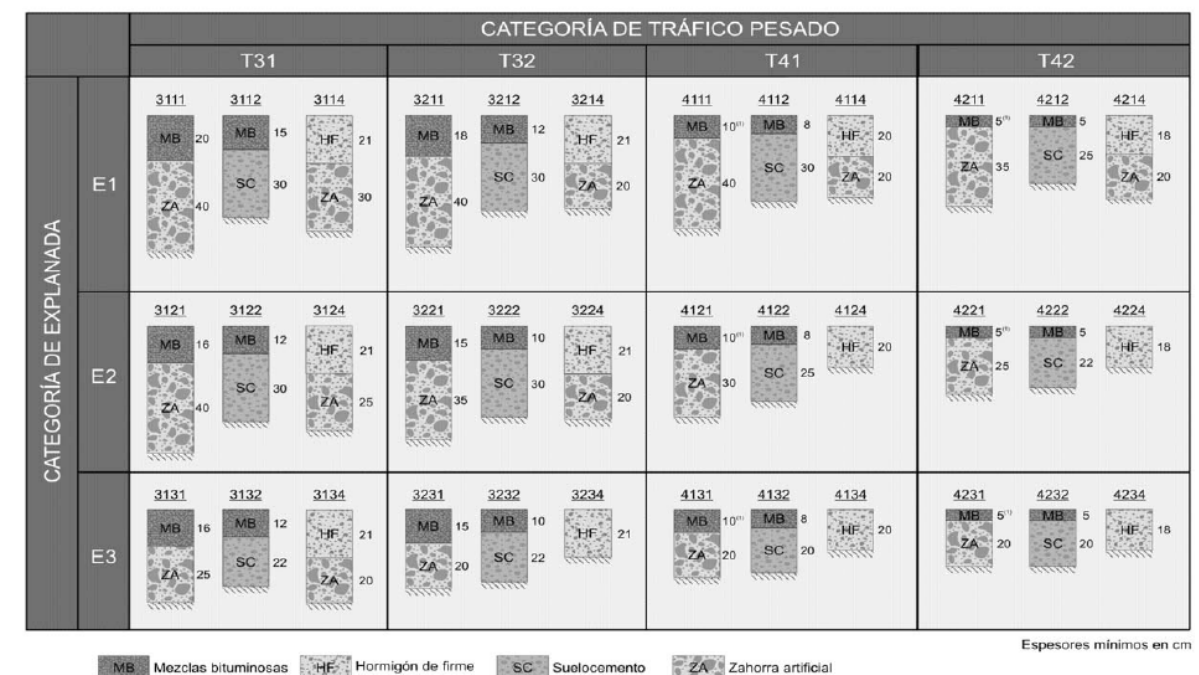 CATEGORÍA DE TRÁFICO PESADO
T31 T32 T41 T42
CATEGORÍA DE EXPLANADA
E1
3111 3112 3114 3211 3212 3214 4111 4112 4114 4211 4212 4214
MB 20 MB 15 HF 21 MB 18 MB 12 HF 21 MB 10(1) MB 8 HF 20 MB 5(1) MB 5 HF 18
ZA 40 SC 30 ZA 30 ZA 40 SC 30 ZA 20 ZA 40 SC 30 ZA 20 ZA 35 SC 25 ZA 20
E2
3121 3122 3124 3221 3222 3224 4121 4122 4124 4221 4222 4224
MB 16 MB 12 HF 21 MB 15 MB 10 HF 21 MB 10(1) MB 8 HF 20 MB 5(1) MB 5 HF 18
ZA 40 SC 30 ZA 25 ZA 35 SC 30 ZA 20 ZA 30 SC 25 ZA 25 SC 22
E3
3131 3132 3134 3231 3232 3234 4131 4132 4134 4231 4232 4234
MB 16 MB 12 HF 21 MB 15 MB 10 HF 21 MB 10(1) MB 8 HF 20 MB 5(1) MB 5 HF 18
ZA 25 SC 22 ZA 20 ZA 20 SC 22 ZA 20 SC 20 ZA 20 SC 20
Espesores mínimos en cm
MB Mezclas bituminosas HF Hormigón de firme SC Suelocemento ZA Zahorra artificial